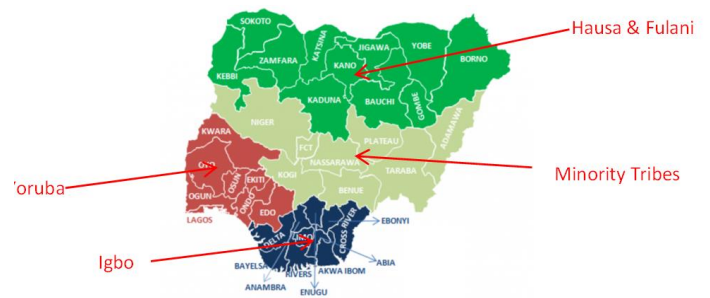 SOKOTO
KATSINA
JIGAWA
YOBE
Hausa & Fulani
ZAMFARA
KANO
BORNO
KEBBI
KADUNA
BAUCHI
GOMBE
NIGER
ADAMAWA
KWARA
FCT
PLATEAU
NASSARAWA
TARABA
Minority Tribes
KOGI
oruba
OSUN
EKITI
OGUN
ONDO
BENUE
EDO
LAGOS
CROSS RIVER
EBONYI
DELTA
Igbo
BAYELSA
RIVERS
AKWA IBOM
ABIA
ANAMBRA
ENUGU